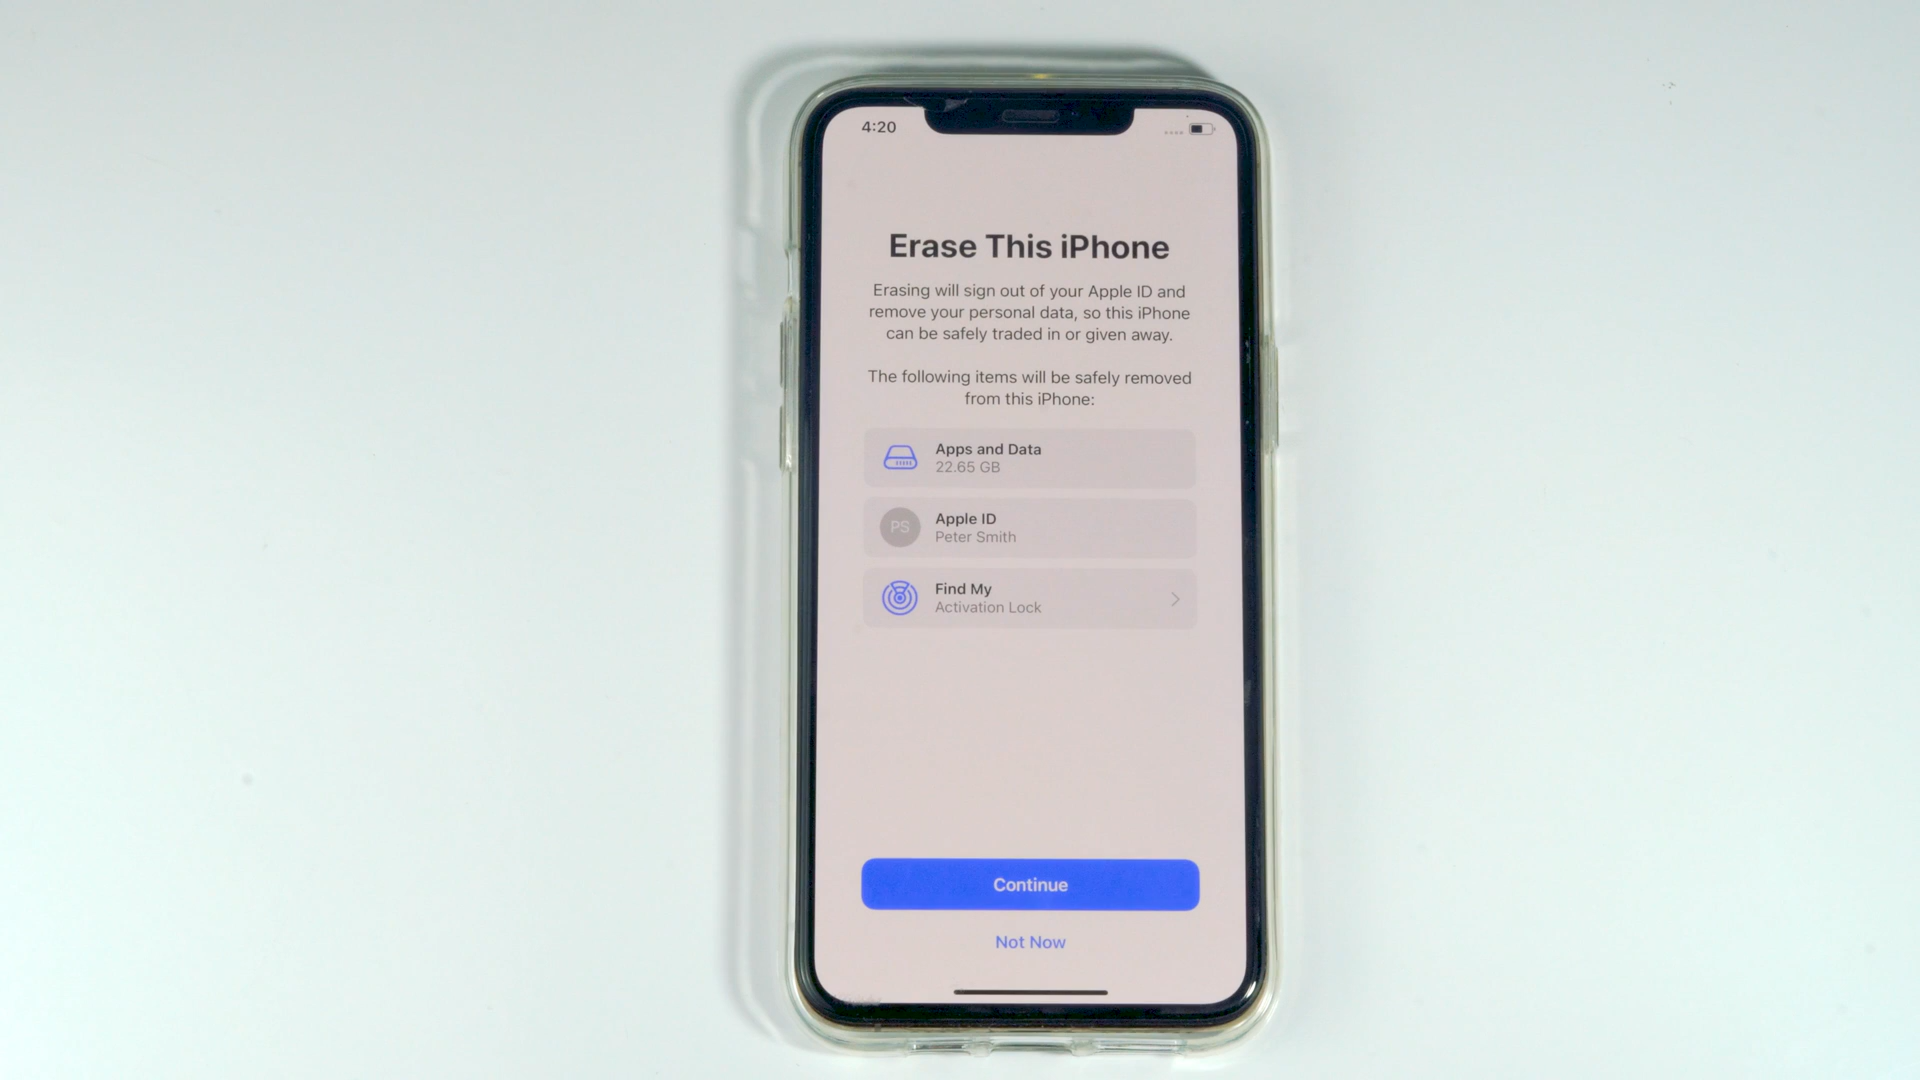 4:20
Erase This iPhone
Erasing will sign out of your Apple ID and
remove your personal data, so this iPhone
can be safely traded in or given away.
The following items will be safely removed
from this iPhone:
Apps and Data
22.65 GB
PS
Apple ID
Peter Smith
Find My
Activation Lock
Continue
Not Now